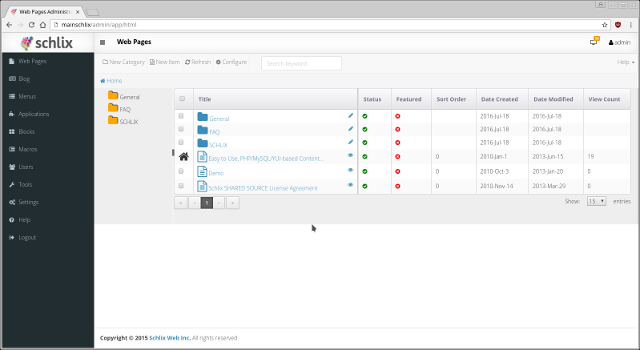 Web Pages Administra
mainschlix/admin/app/html
schlix
Web Pages
admin
Web Pages
Blog
Menus
Applications
Blocks
Macros
Users
Tools
Settings
Help
Logout
New Category New Item Refresh Configure Search keyword Help
Home
General
FAQ
SCHLIX
Title Status Featured Sort Order Date Created Date Modified View Count
General 2016-Jul-18 2016-Jul-18
FAQ 2016-Jul-18 2016-Jul-18
SCHLIX 2016-Jul-18 2016-Jul-18
Easy to Use, PHP/MySQL/YUI-based Content... 0 2010-Jan-1 2013-Jun-15 19
Demo 0 2010-Oct-3 2013-Jan-20 0
Schlix SHARED SOURCE License Agreement 0 2010-Nov-14 2013-Mar-29 0
« ‹ 1 › »
Show: 15 entries
Copyright © 2015 Schlix Web Inc. All rights reserved.